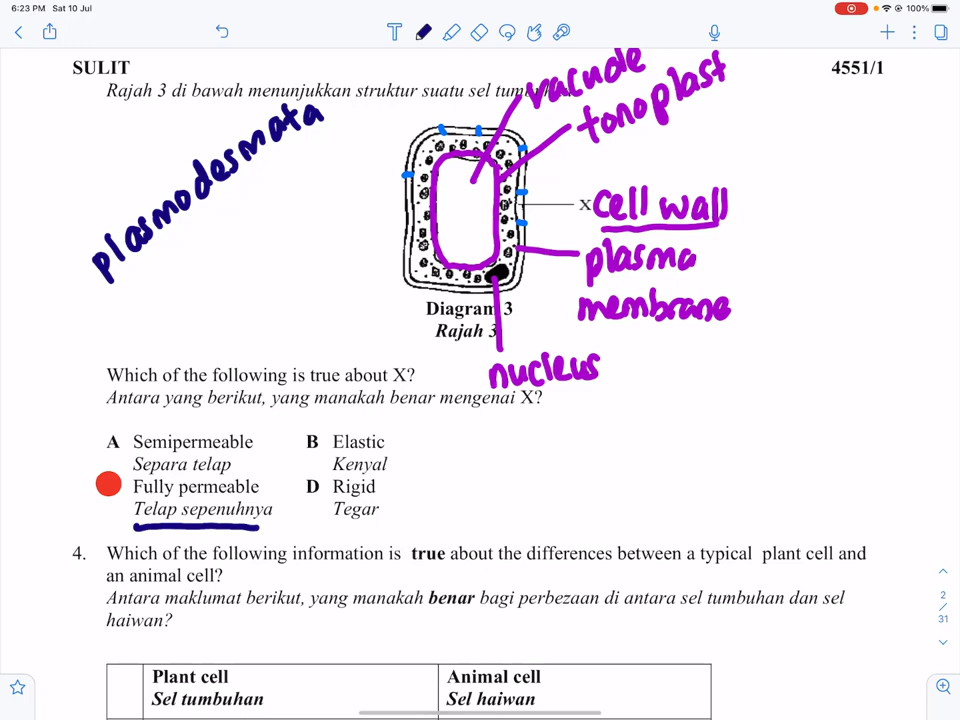 6:23 PM Sat 10 Jul
100%
SULIT
4551/1
Rajah 3 di bawah menunjukkan struktur suatu sel
vacuole
tonoplast
plasmodesmata
X
cell wall
plasma
membrane
Diagram 3
Rajah 3
nucleus
Which of the following is true about X?
Antara yang berikut, yang manakah benar mengenai X?
A Semipermeable B Elastic
Separa telap Kenyal
Fully permeable D Rigid
Telap sepenuhnya Tegar
4. Which of the following information is true about the differences between a typical plant cell and
an animal cell?
Antara maklumat berikut, yang manakah benar bagi perbezaan di antara sel tumbuhan dan sel
haiwan?
Plant cell Animal cell
Sel tumbuhan Sel haiwan
2
/
31